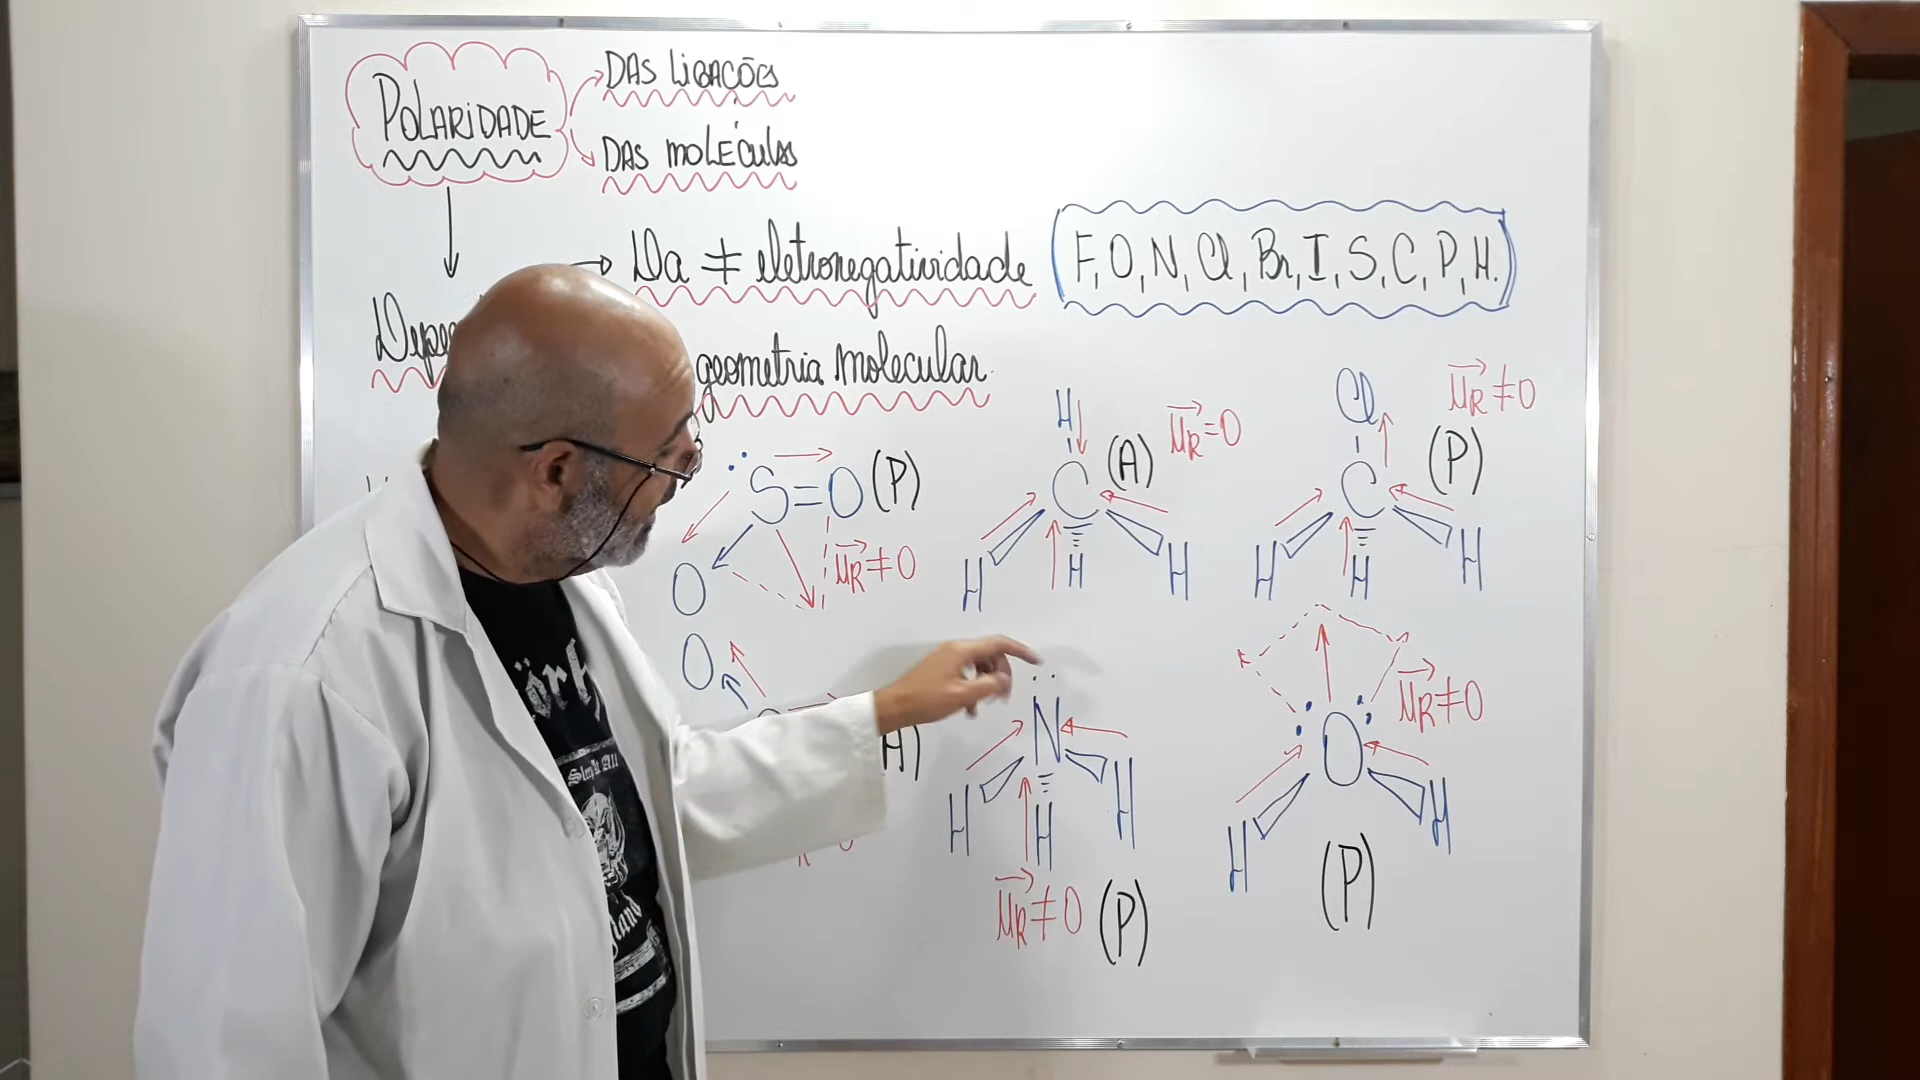 POLARIDADE
DAS LIGAÇÕES
DAS MOLÉCULAS
→ Da ≠ eletronegatividade
F, O, N, Cl, Br, I, S, C, P, H.
geometria molecular
S=O (P)
O
μR ≠ 0
H
C (A)
μR = 0
H H H
Cl
C (P)
μR ≠ 0
H H H
O
N
H H H
μR ≠ 0 (P)
O
μR ≠ 0
H H
(P)